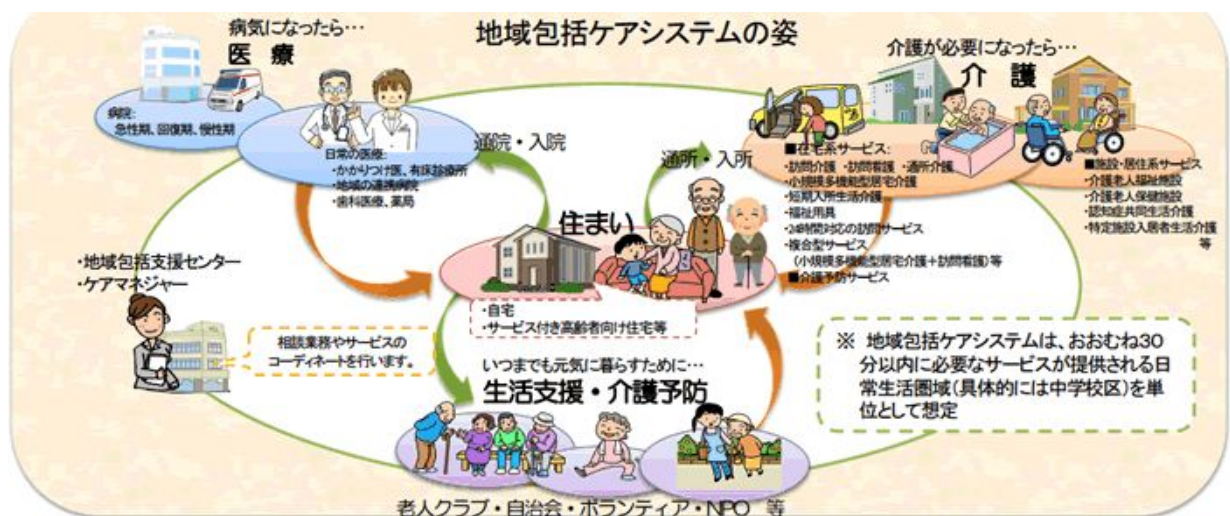 地域包括ケアシステムの姿
病気になったら…
医 療
病院:
急性期、回復期、慢性期
日常の医療:
・かかりつけ医、有床診療所
・地域の連携病院
・歯科医療、薬局
通院・入院
通所・入所
介護が必要になったら…
介 護
■在宅系サービス:
・訪問介護 ・訪問看護 ・通所介護
・小規模多機能型居宅介護
・短期入所生活介護
・福祉用具
・24時間対応の訪問サービス
・複合型サービス
(小規模多機能型居宅介護+訪問看護)等
■介護予防サービス
■施設・居住系サービス
・介護老人福祉施設
・介護老人保健施設
・認知症共同生活介護
・特定施設入居者生活介護
等
住まい
・自宅
・サービス付き高齢者向け住宅等
・地域包括支援センター
・ケアマネジャー
相談業務やサービスの
コーディネートを行います。
いつまでも元気に暮らすために…
生活支援・介護予防
老人クラブ・自治会・ボランティア・NPO 等
※ 地域包括ケアシステムは、おおむね30
分以内に必要なサービスが提供される日
常生活圏域(具体的には中学校区)を単
位として想定